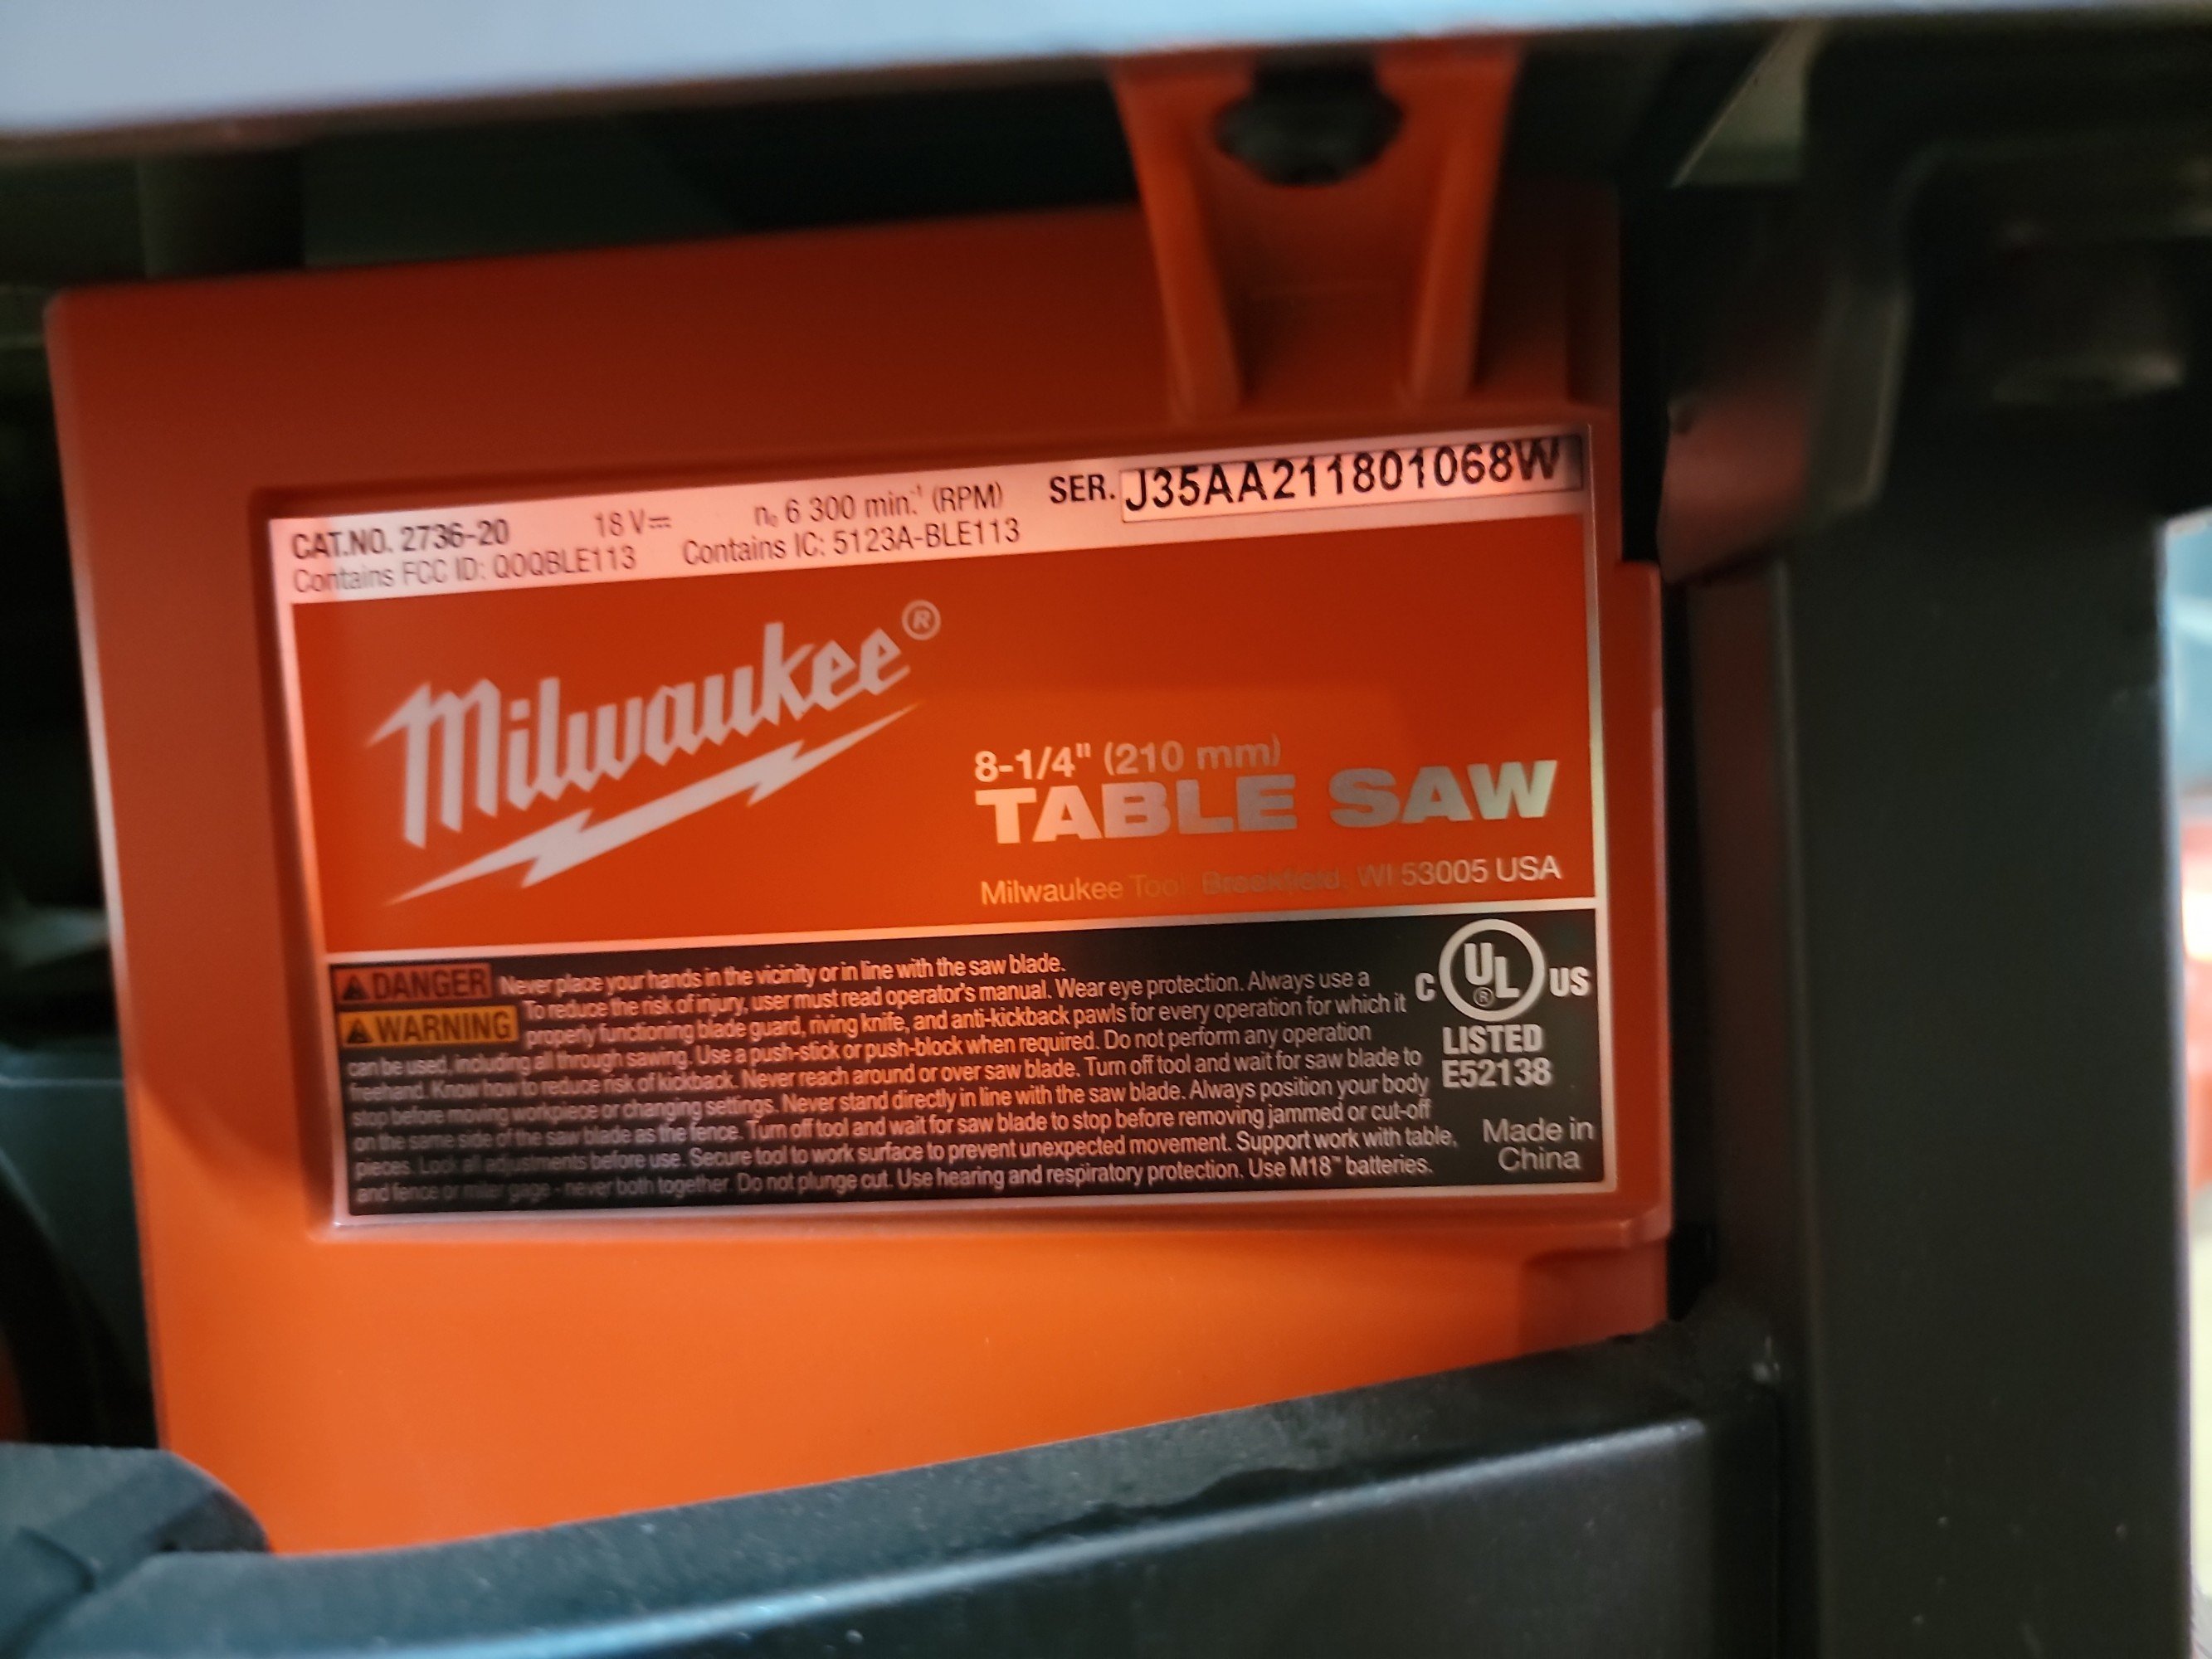 CAT.NO. 2736-20 18 V⎓ n₀ 6 300 min.⁻¹ (RPM) SER. J35AA211801068W
Contains FCC ID: QOQBLE113 Contains IC: 5123A-BLE113
Milwaukee®
8-1/4" (210 mm)
TABLE SAW
Milwaukee Tool, Brookfield, WI 53005 USA
⚠ DANGER Never place your hands in the vicinity or in line with the saw blade.
⚠ WARNING To reduce the risk of injury, user must read operator's manual. Wear eye protection. Always use a
properly functioning blade guard, riving knife, and anti-kickback pawls for every operation for which it
can be used, including all through sawing. Use a push-stick or push-block when required. Do not perform any operation
freehand. Know how to reduce risk of kickback. Never reach around or over saw blade. Turn off tool and wait for saw blade to
stop before moving workpiece or changing settings. Never stand directly in line with the saw blade. Always position your body
on the same side of the saw blade as the fence. Turn off tool and wait for saw blade to stop before removing jammed or cut-off
pieces. Lock all adjustments before use. Secure tool to work surface to prevent unexpected movement. Support work with table,
and fence or miter gage - never both together. Do not plunge cut. Use hearing and respiratory protection. Use M18™ batteries.
C UL® US
LISTED
E52138
Made in
China